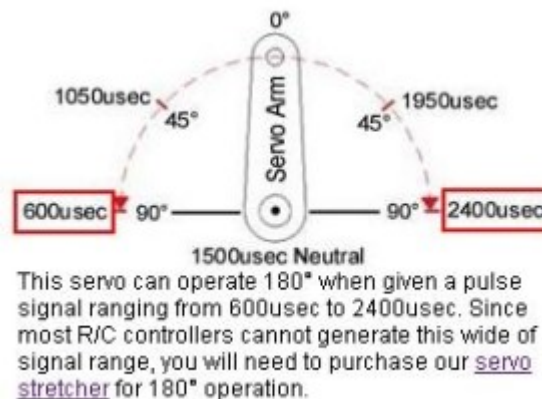 0°
1050usec
1950usec
45°
45°
Servo Arm
600usec
90°
90°
2400usec
1500usec Neutral
This servo can operate 180° when given a pulse
signal ranging from 600usec to 2400usec. Since
most R/C controllers cannot generate this wide of
signal range, you will need to purchase our servo
stretcher for 180° operation.